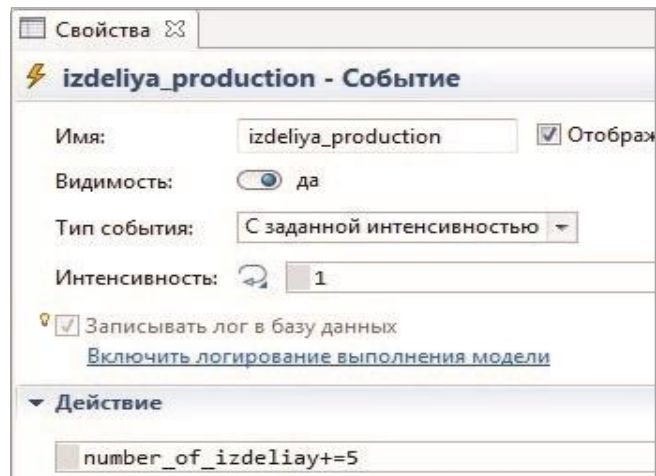 Свойства
izdeliya_production - Событие
Имя: izdeliya_production Отображ
Видимость: да
Тип события: С заданной интенсивностью
Интенсивность: 1
Записывать лог в базу данных
Включить логирование выполнения модели
Действие
number_of_izdeliay+=5